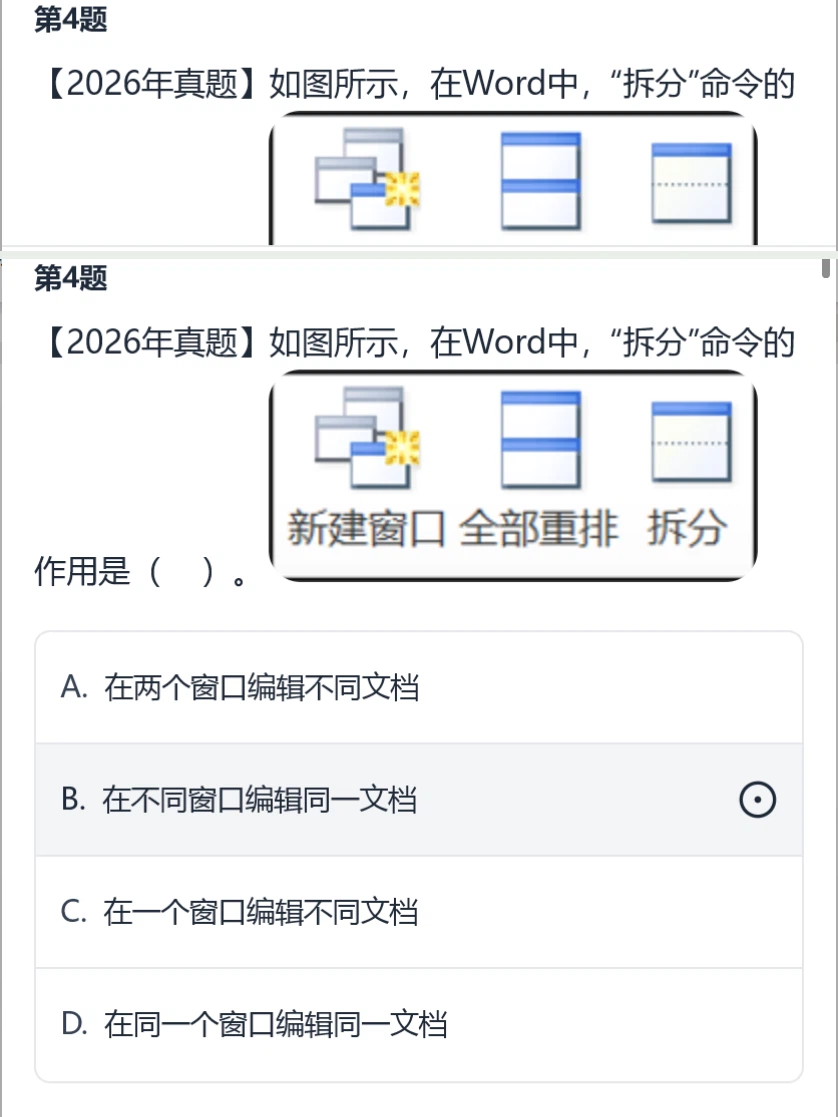 第4题
【2026年真题】如图所示，在Word中，“拆分”命令的
第4题
【2026年真题】如图所示，在Word中，“拆分”命令的
新建窗口 全部重排 拆分
作用是（　）。
A. 在两个窗口编辑不同文档
B. 在不同窗口编辑同一文档
C. 在一个窗口编辑不同文档
D. 在同一个窗口编辑同一文档